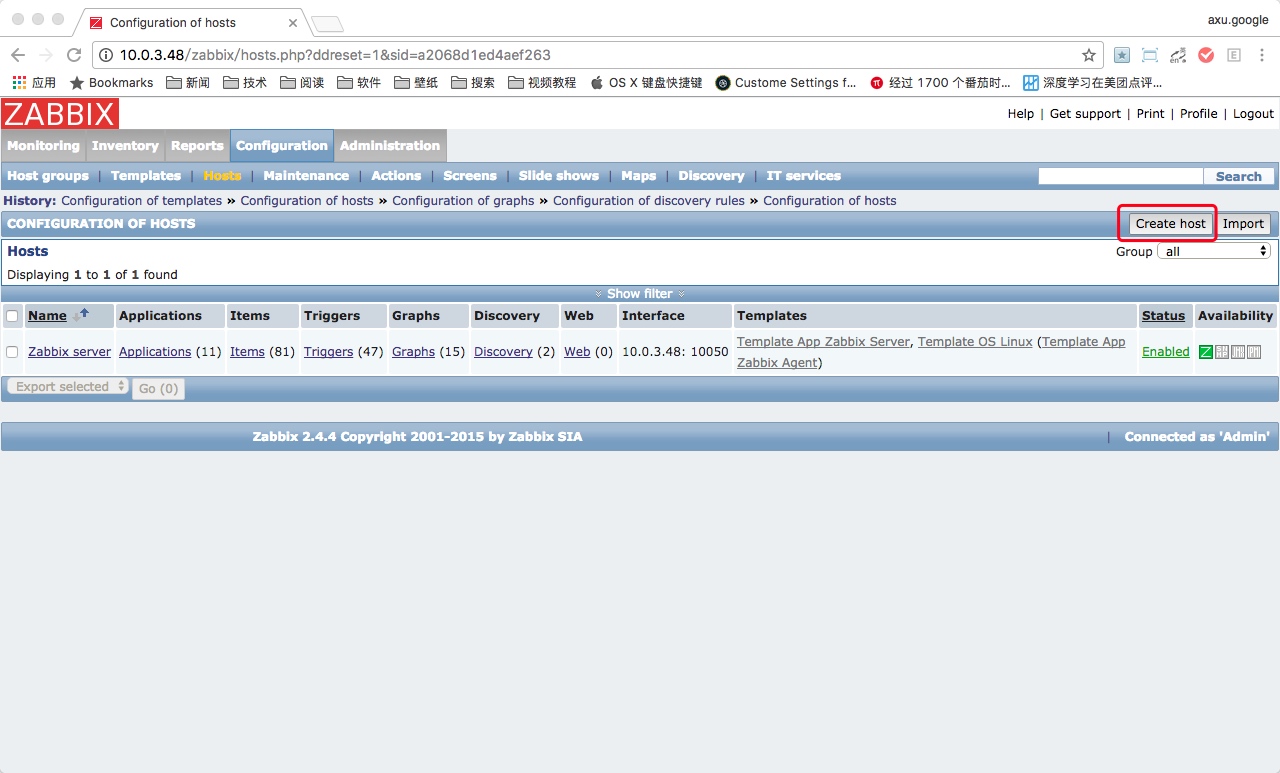 Configuration of hosts
axu.google
10.0.3.48/zabbix/hosts.php?ddreset=1&sid=a2068d1ed4aef263
应用 Bookmarks 新闻 技术 阅读 软件 壁纸 搜索 视频教程 OS X 键盘快捷键 Custome Settings f... 经过 1700 个番茄时... 深度学习在美团点评...
ZABBIX
Help | Get support | Print | Profile | Logout
Monitoring Inventory Reports Configuration Administration
Host groups | Templates | Hosts | Maintenance | Actions | Screens | Slide shows | Maps | Discovery | IT services Search
History: Configuration of templates » Configuration of hosts » Configuration of graphs » Configuration of discovery rules » Configuration of hosts
CONFIGURATION OF HOSTS Create host Import
Hosts Group all
Displaying 1 to 1 of 1 found
Show filter
Name Applications Items Triggers Graphs Discovery Web Interface Templates Status Availability
Zabbix server Applications (11) Items (81) Triggers (47) Graphs (15) Discovery (2) Web (0) 10.0.3.48: 10050 Template App Zabbix Server, Template OS Linux (Template App Enabled Z
Zabbix Agent)
Export selected Go (0)
Zabbix 2.4.4 Copyright 2001-2015 by Zabbix SIA | Connected as 'Admin'